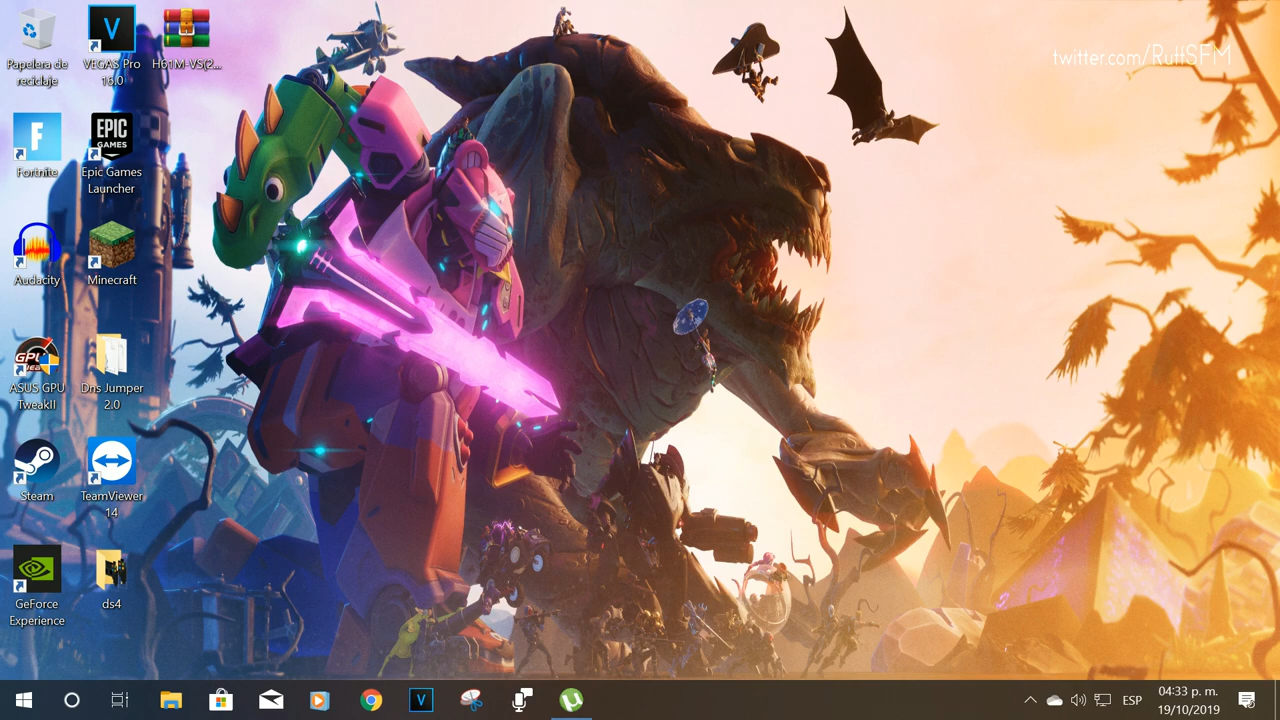 twitter.com/RuffSFM
Papelera de
reciclaje
VEGAS Pro
16.0
H61M-VS(2...
Fortnite
EPIC
GAMES
Epic Games
Launcher
Audacity
Minecraft
ASUS GPU
TweakII
Dns Jumper
2.0
Steam
TeamViewer
14
GeForce
Experience
ds4
ESP
04:33 p. m.
19/10/2019